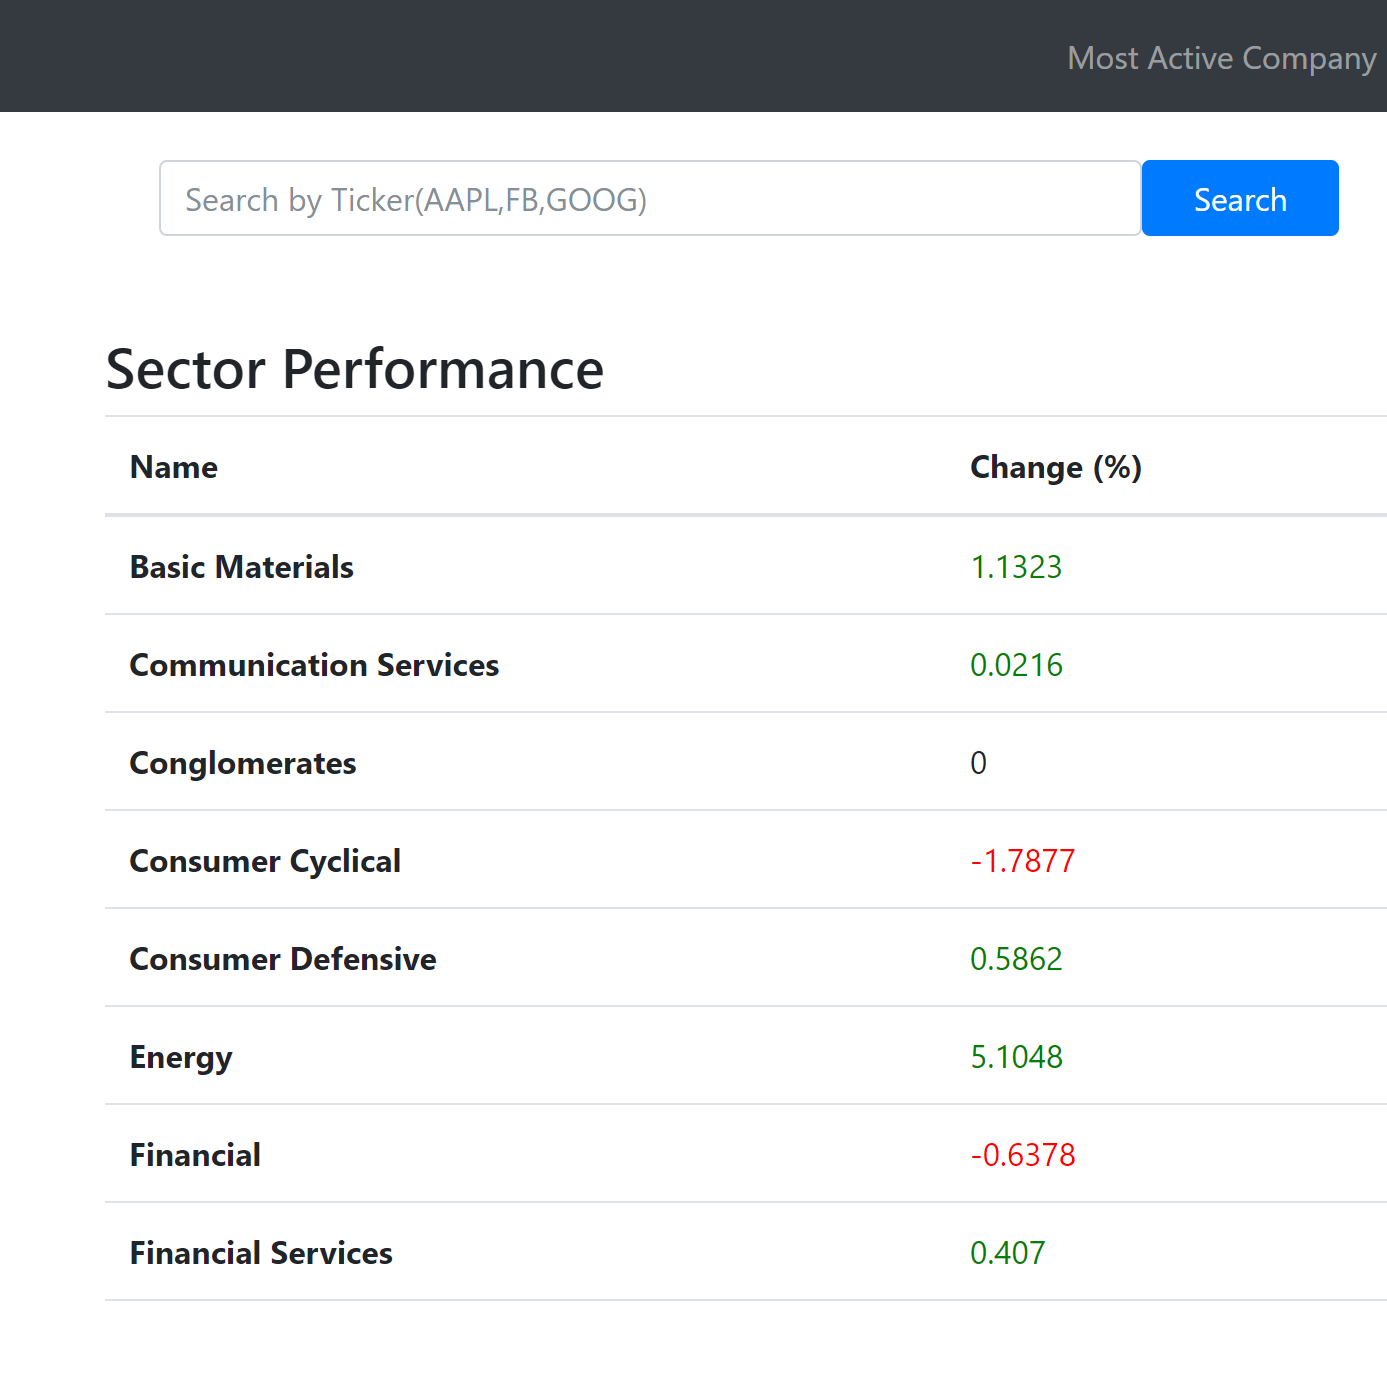 Most Active Company
Search by Ticker(AAPL,FB,GOOG)
Search
Sector Performance
Name Change (%)
Basic Materials 1.1323
Communication Services 0.0216
Conglomerates 0
Consumer Cyclical -1.7877
Consumer Defensive 0.5862
Energy 5.1048
Financial -0.6378
Financial Services 0.407